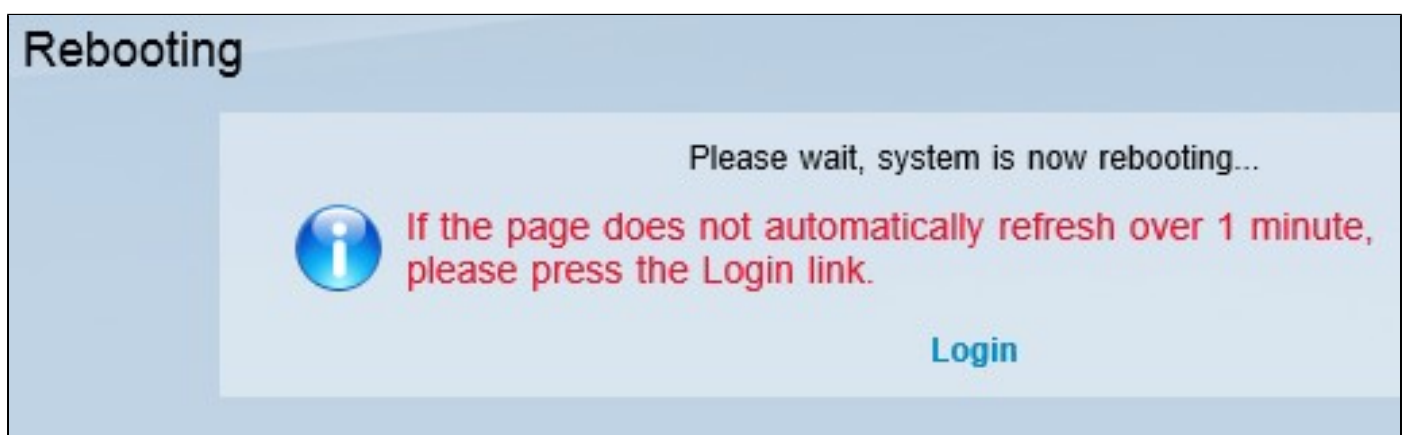 Rebooting
Please wait, system is now rebooting...
If the page does not automatically refresh over 1 minute,
please press the Login link.
Login